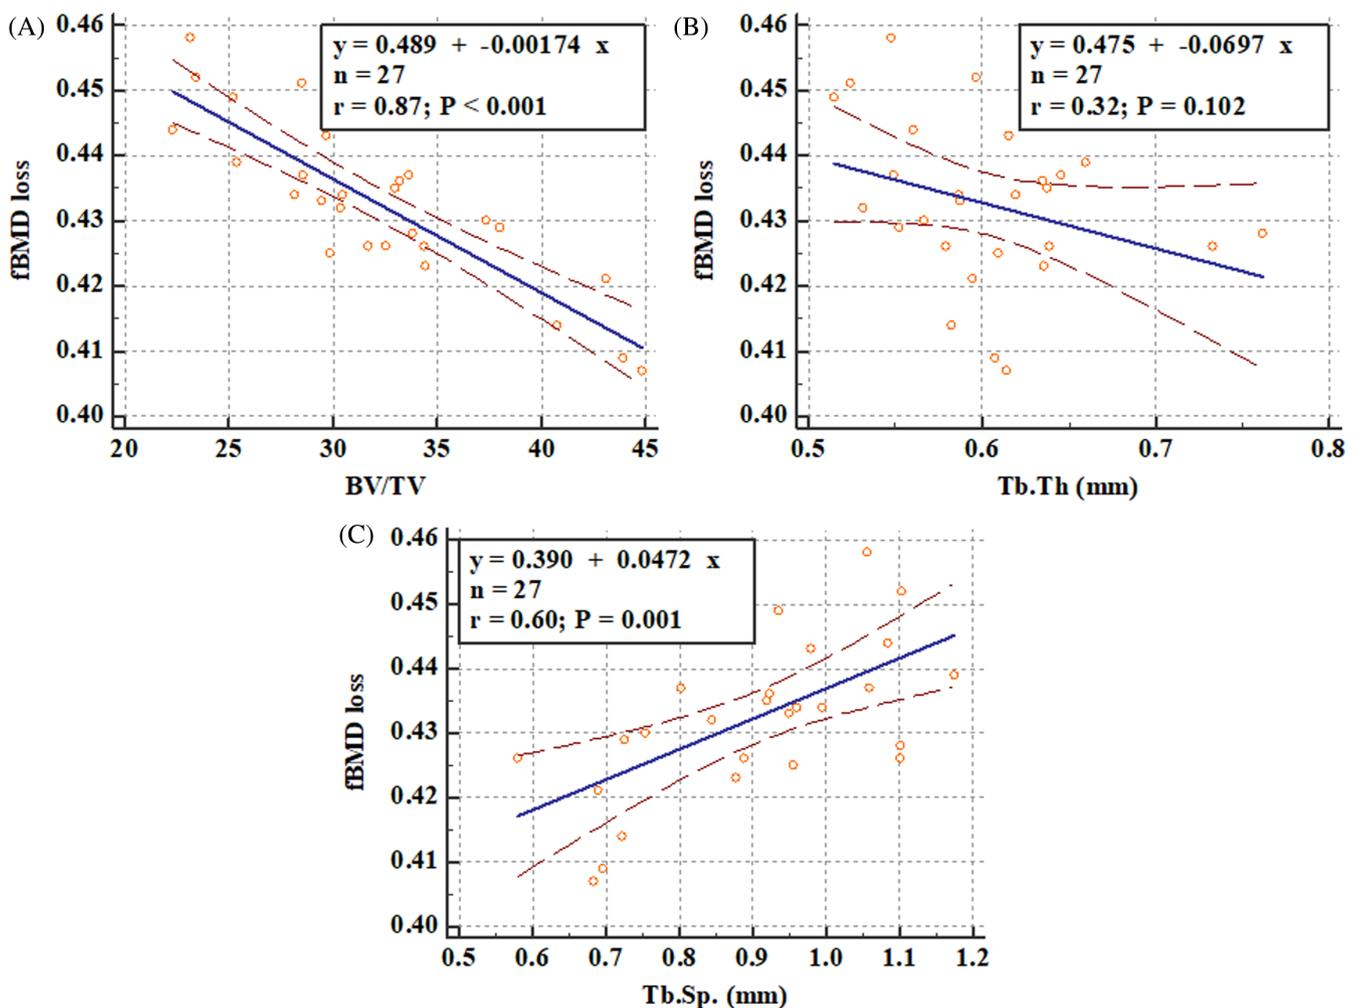 (A)
0.46
0.45
0.44
0.43
0.42
0.41
0.40
fBMD loss
y = 0.489 + -0.00174 x
n = 27
r = 0.87; P < 0.001
20 25 30 35 40 45
BV/TV
(B)
0.46
0.45
0.44
0.43
0.42
0.41
0.40
fBMD loss
y = 0.475 + -0.0697 x
n = 27
r = 0.32; P = 0.102
0.5 0.6 0.7 0.8
Tb.Th (mm)
(C)
0.46
0.45
0.44
0.43
0.42
0.41
0.40
fBMD loss
y = 0.390 + 0.0472 x
n = 27
r = 0.60; P = 0.001
0.5 0.6 0.7 0.8 0.9 1.0 1.1 1.2
Tb.Sp. (mm)